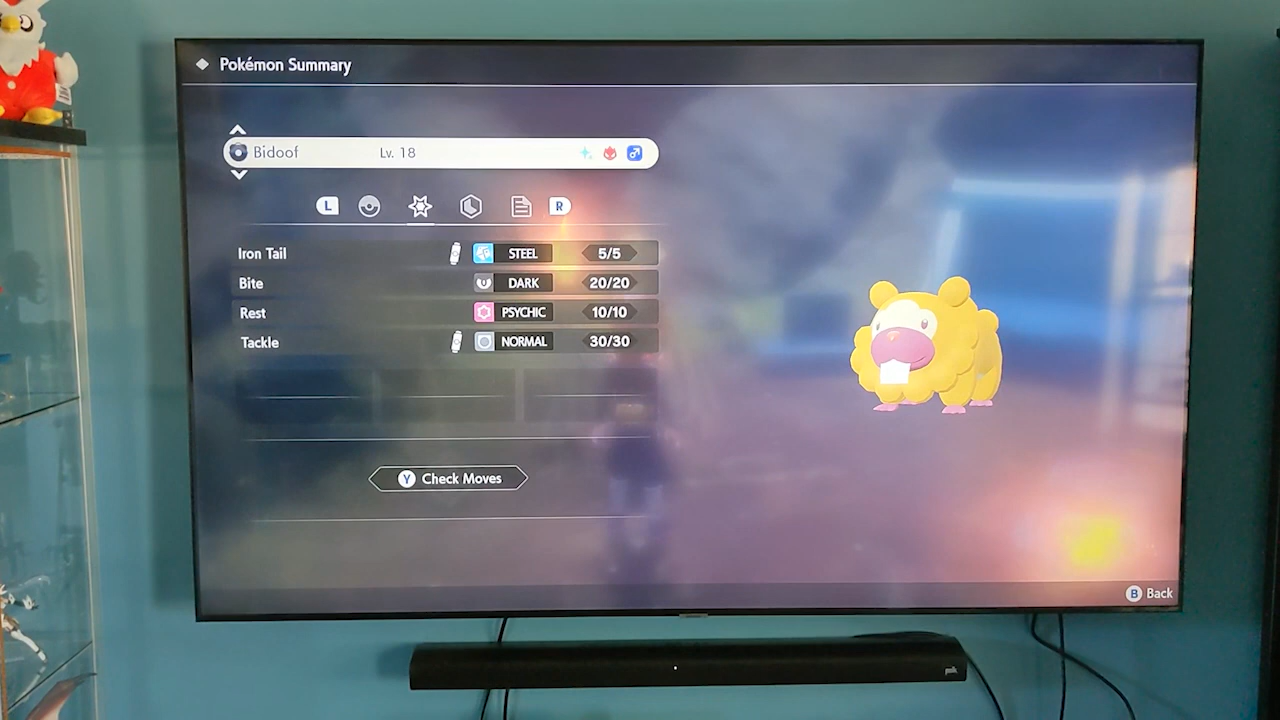 Pokémon Summary
Bidoof Lv. 18
L R
Iron Tail STEEL 5/5
Bite DARK 20/20
Rest PSYCHIC 10/10
Tackle NORMAL 30/30
Y Check Moves
B Back
polk